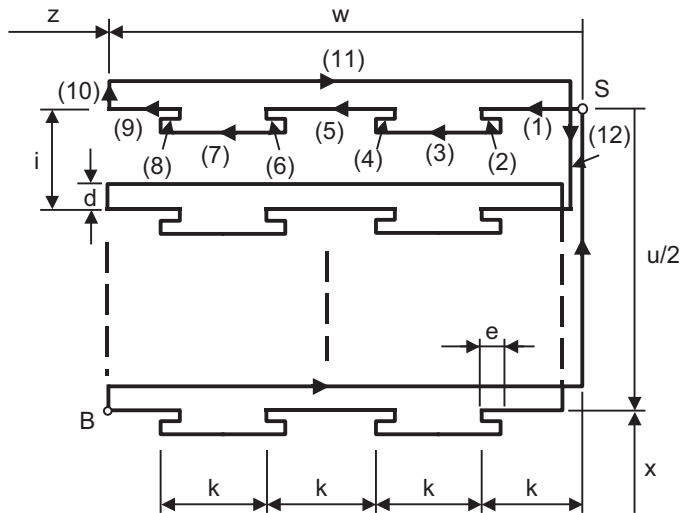 z w
(11)
S
(10)
(9) (5) (1) (12)
i (8) (7) (6) (4) (3) (2)
d
u/2
e
B
x
k k k k